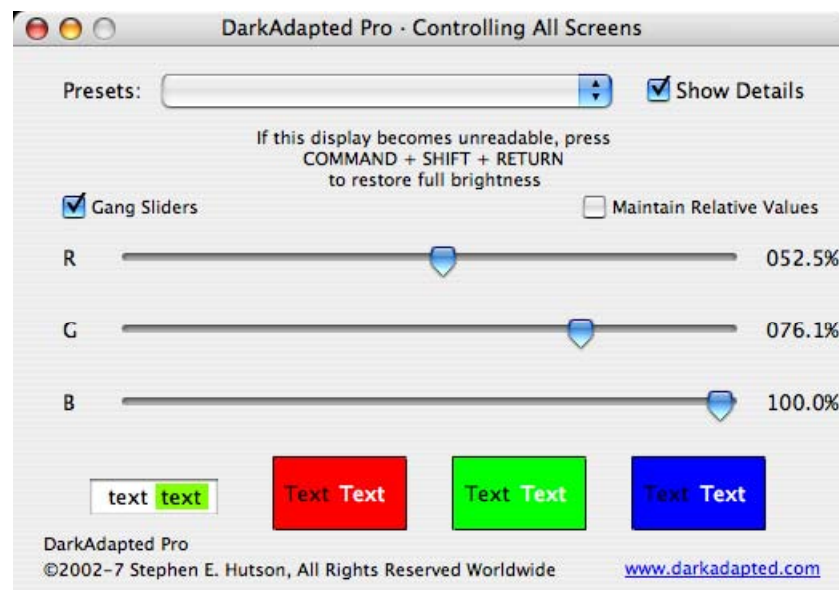 DarkAdapted Pro · Controlling All Screens
Presets:
Show Details
If this display becomes unreadable, press
COMMAND + SHIFT + RETURN
to restore full brightness
Gang Sliders
Maintain Relative Values
R 052.5%
G 076.1%
B 100.0%
text text
Text Text
Text Text
Text Text
DarkAdapted Pro
©2002-7 Stephen E. Hutson, All Rights Reserved Worldwide
www.darkadapted.com